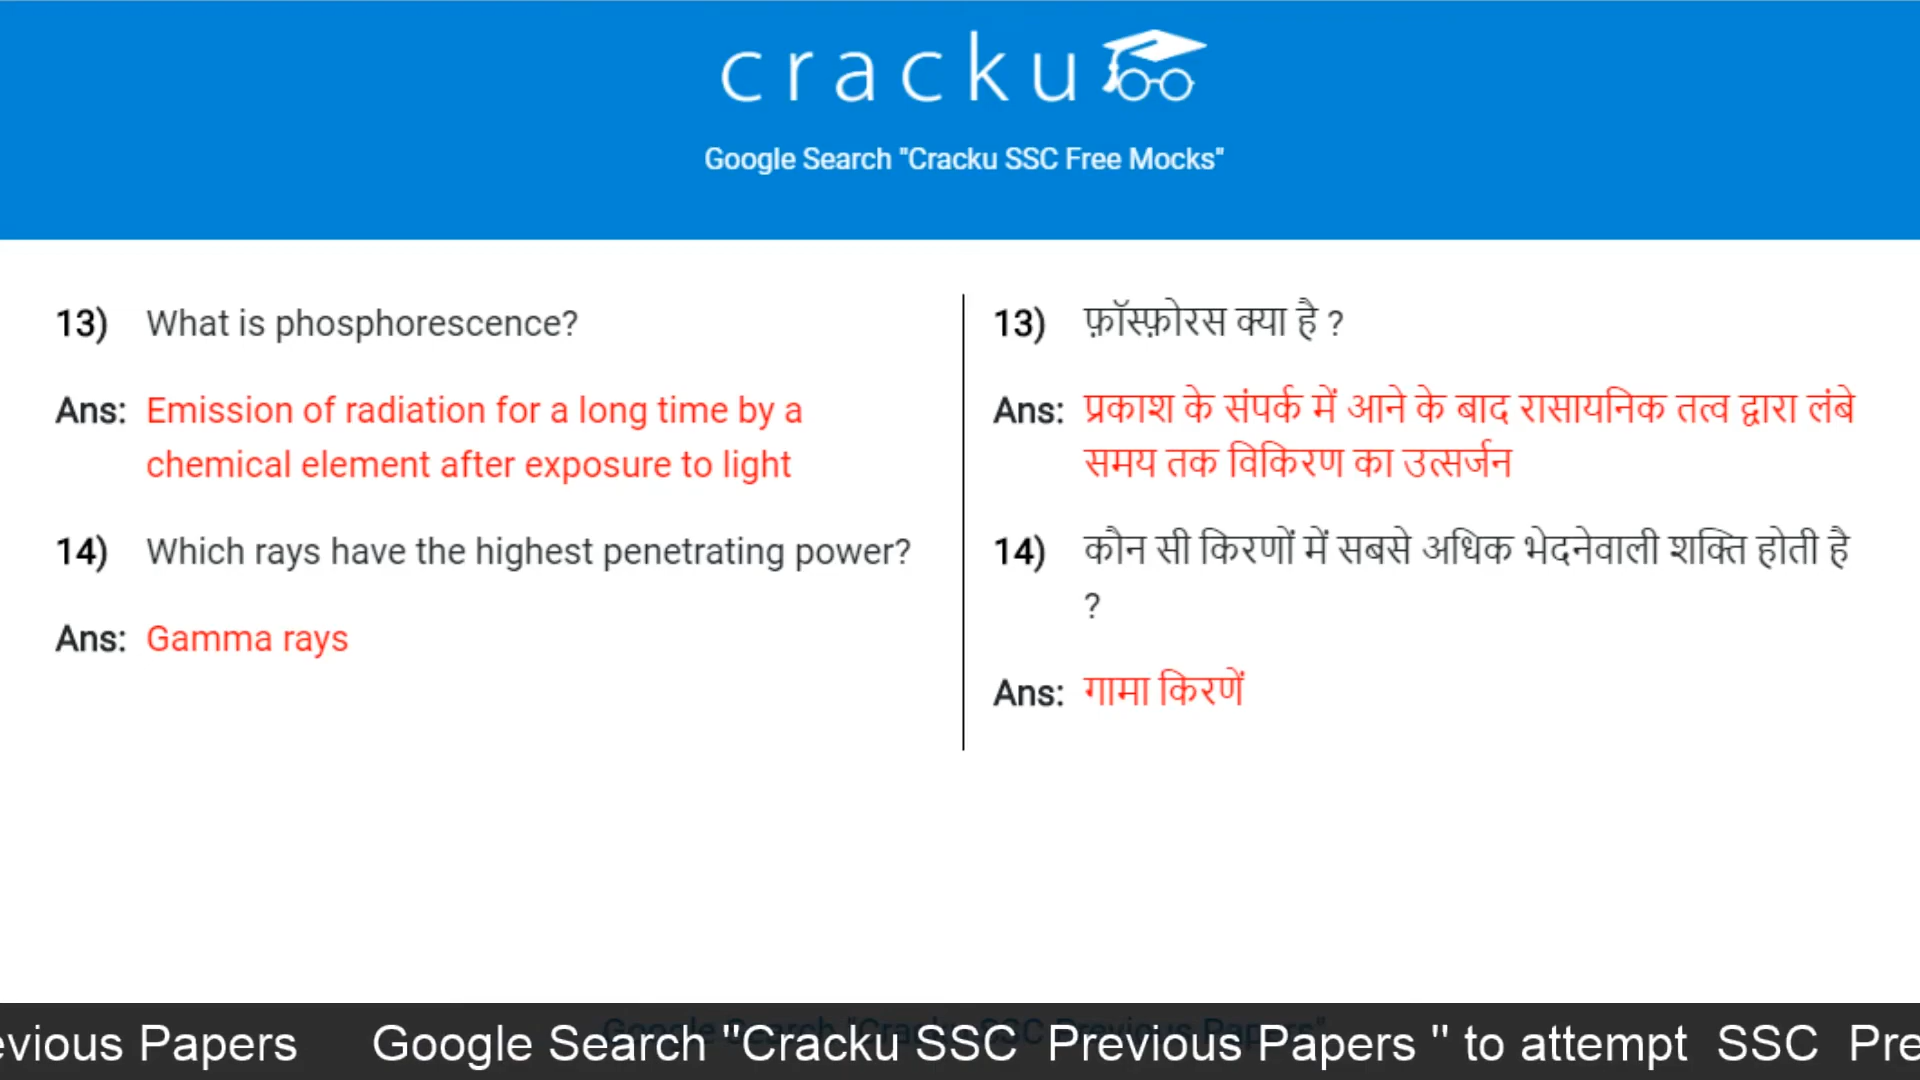 cracku
Google Search "Cracku SSC Free Mocks"
13) What is phosphorescence?
Ans: Emission of radiation for a long time by a
chemical element after exposure to light
14) Which rays have the highest penetrating power?
Ans: Gamma rays
13) फ़ॉस्फ़ोरस क्या है ?
Ans: प्रकाश के संपर्क में आने के बाद रासायनिक तत्व द्वारा लंबे
समय तक विकिरण का उत्सर्जन
14) कौन सी किरणों में सबसे अधिक भेदनेवाली शक्ति होती है
?
Ans: गामा किरणें
evious Papers Google Search "Cracku SSC Previous Papers " to attempt SSC Pre